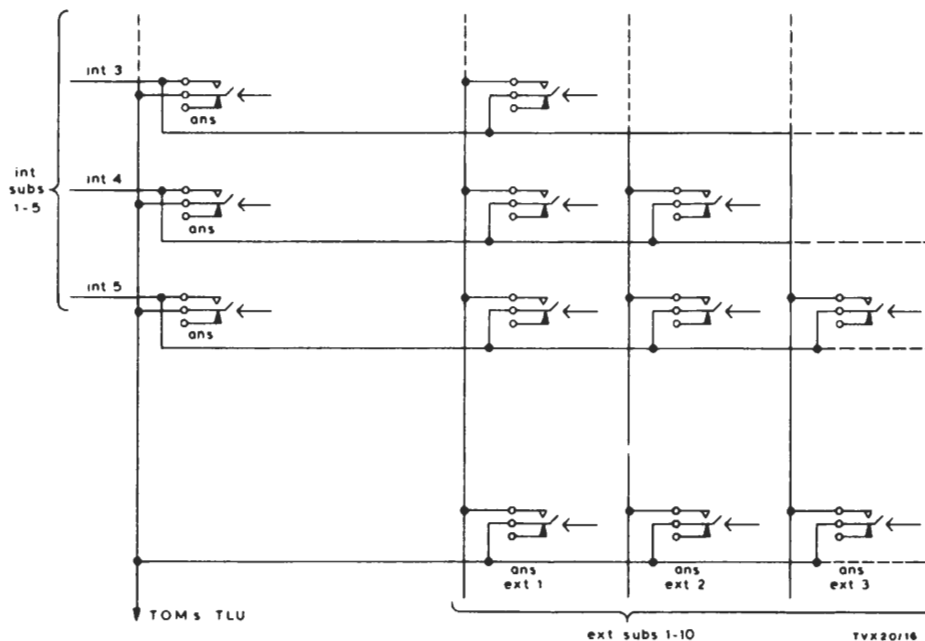 int 3
ans
int 4
int
subs
1-5
ans
int 5
ans
ans
ext 1
ans
ext 2
ans
ext 3
TOMs TLU
ext subs 1-10
TVX20/16